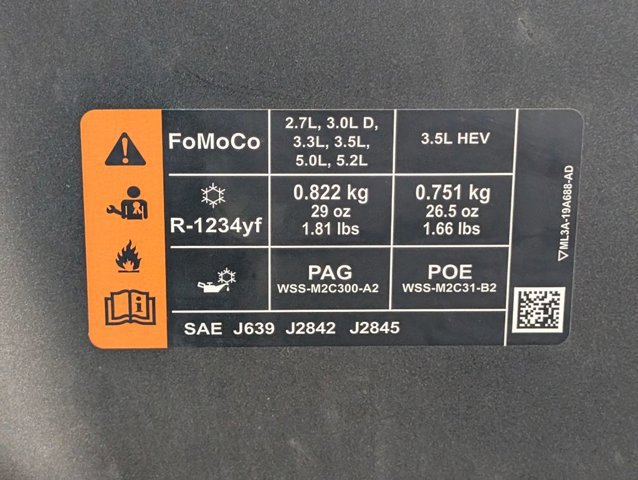 FoMoCo
2.7L, 3.0L D,
3.3L, 3.5L,
5.0L, 5.2L
3.5L HEV
R-1234yf
0.822 kg
29 oz
1.81 lbs
0.751 kg
26.5 oz
1.66 lbs
PAG
WSS-M2C300-A2
POE
WSS-M2C31-B2
SAE J639 J2842 J2845
ML3A-19A688-AD